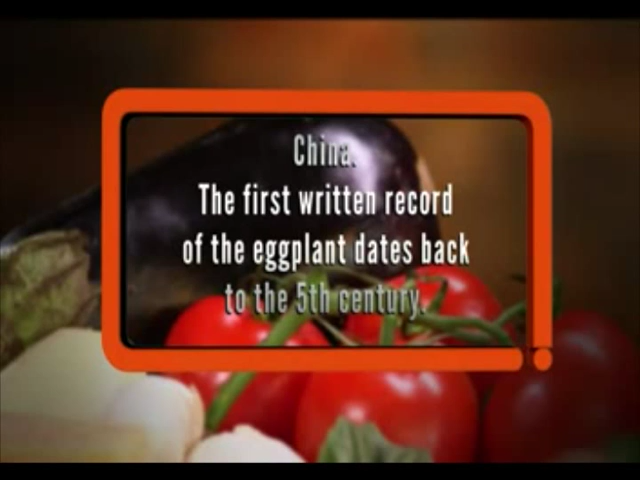 China.
The first written record
of the eggplant dates back
to the 5th century.